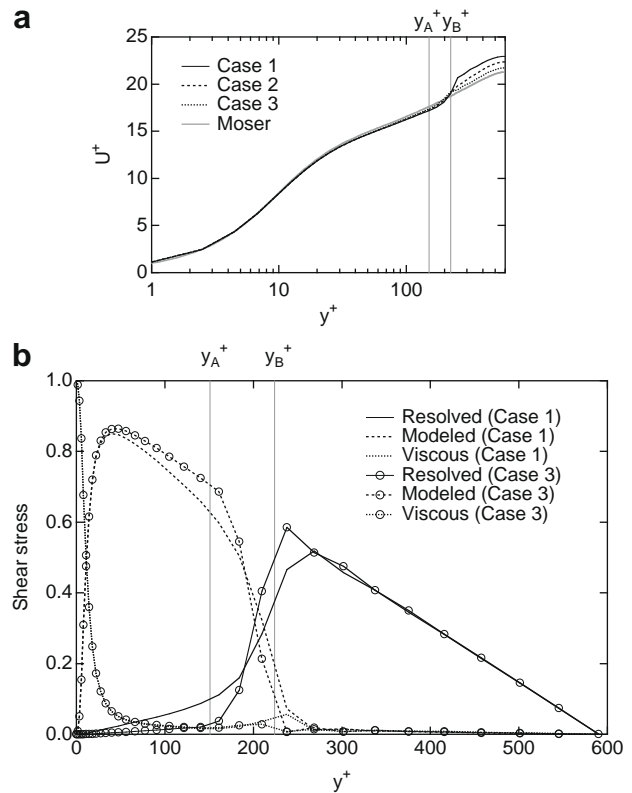 a
y_A^+ y_B^+
25
20
15
10
5
0
U^+
Case 1
Case 2
Case 3
Moser
1
10
100
y^+
b
y_A^+ y_B^+
1.0
0.8
0.6
0.4
0.2
0.0
Shear stress
Resolved (Case 1)
Modeled (Case 1)
Viscous (Case 1)
Resolved (Case 3)
Modeled (Case 3)
Viscous (Case 3)
0 100 200 300 400 500 600
y^+